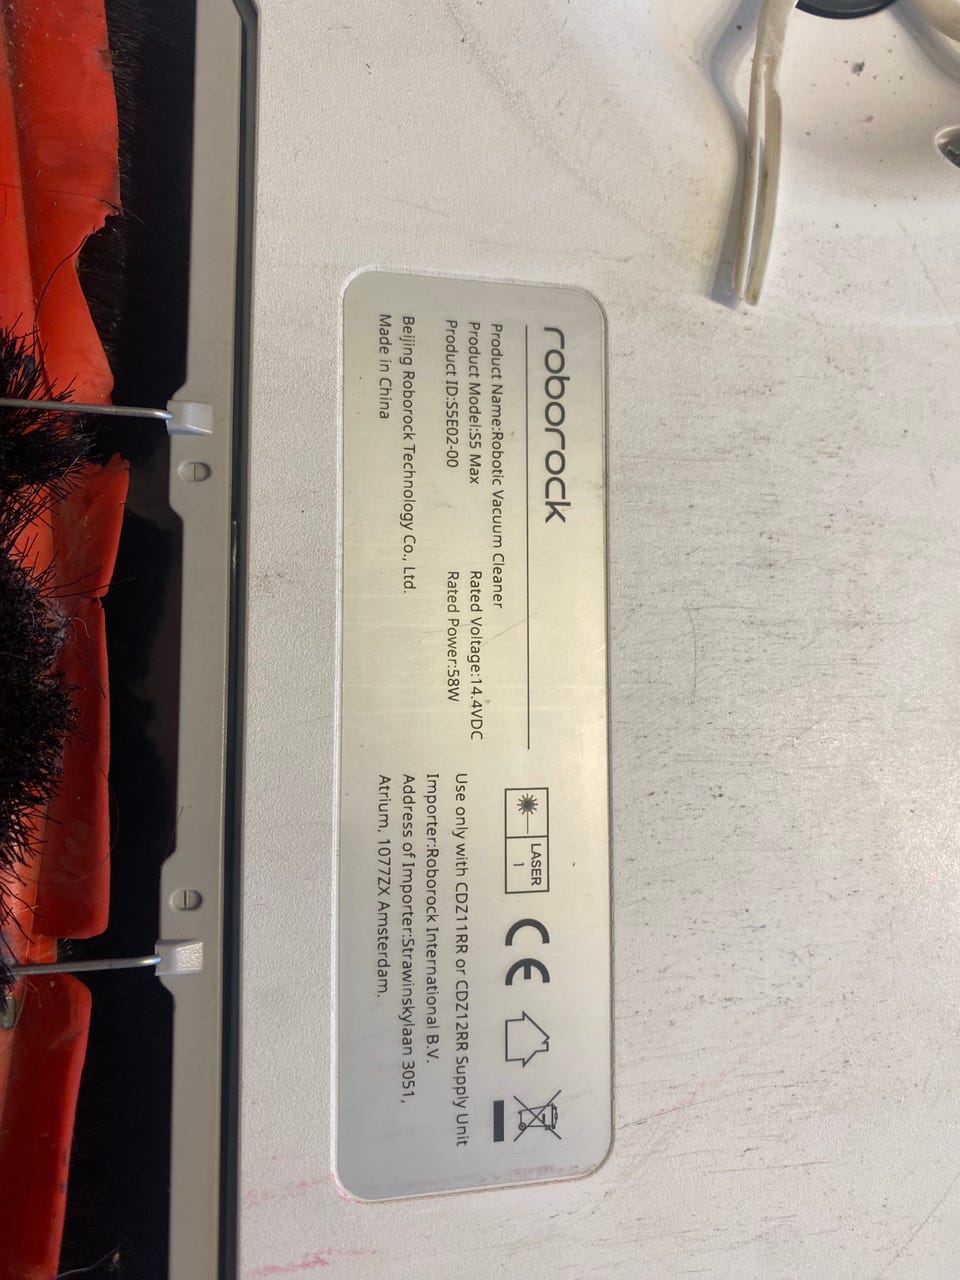 roborock
Product Name:Robotic Vacuum Cleaner
Product Model:S5 Max
Rated Voltage:14.4VDC
Product ID:S5E02-00
Rated Power:58W
Beijing Roborock Technology Co., Ltd.
Made in China
LASER
1
CE
Use only with CDZ11RR or CDZ12RR Supply Unit
Importer:Roborock International B.V.
Address of Importer:Strawinskylaan 3051,
Atrium, 1077ZX Amsterdam.